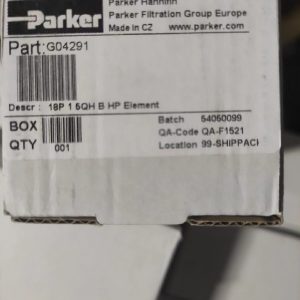 Parker Hannifin
Parker
Parker Filtration Group Europe
Made in CZ www.parker.com
Part:G04291
Descr : 18P 1 5QH B HP Element
BOX
QTY
001
Batch 54060099
QA-Code QA-F1521
Location 99-SHIPPACK